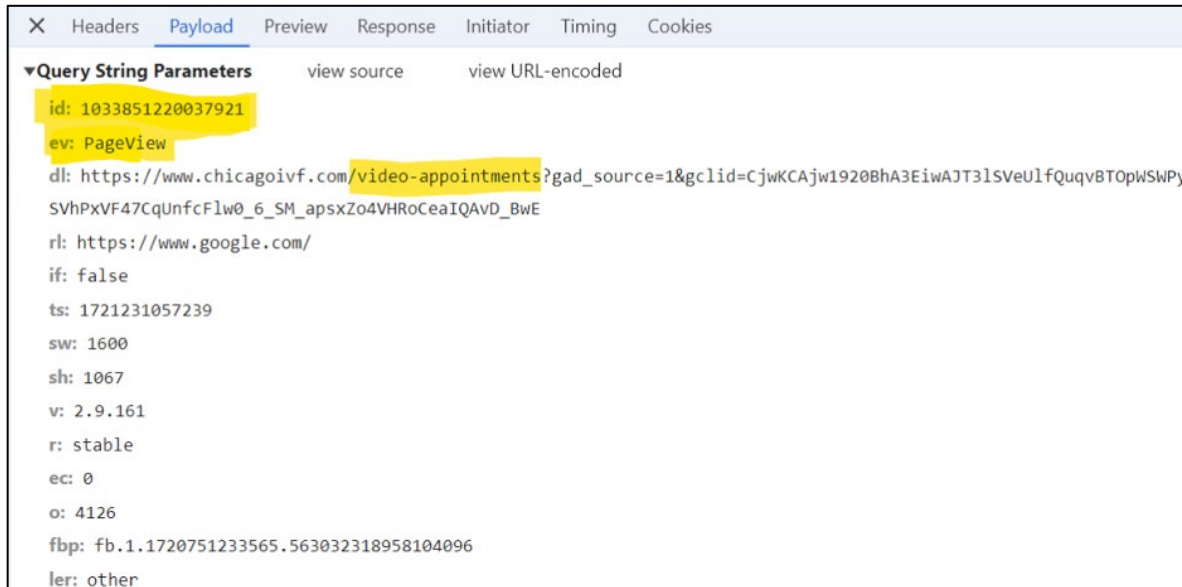 Headers Payload Preview Response Initiator Timing Cookies
Query String Parameters view source view URL-encoded
id: 1033851220037921
ev: PageView
dl: https://www.chicagoivf.com/video-appointments?gad_source=1&gclid=CjwKCAjw1920BhA3EiwAJT3lSVeUlfQuqvBTOpWSWPy
SVhPxVF47CqUnfcFlw0_6_SM_apsxZo4VHRoCeaIQAvD_BwE
rl: https://www.google.com/
if: false
ts: 1721231057239
sw: 1600
sh: 1067
v: 2.9.161
r: stable
ec: 0
o: 4126
fbp: fb.1.1720751233565.563032318958104096
ler: other